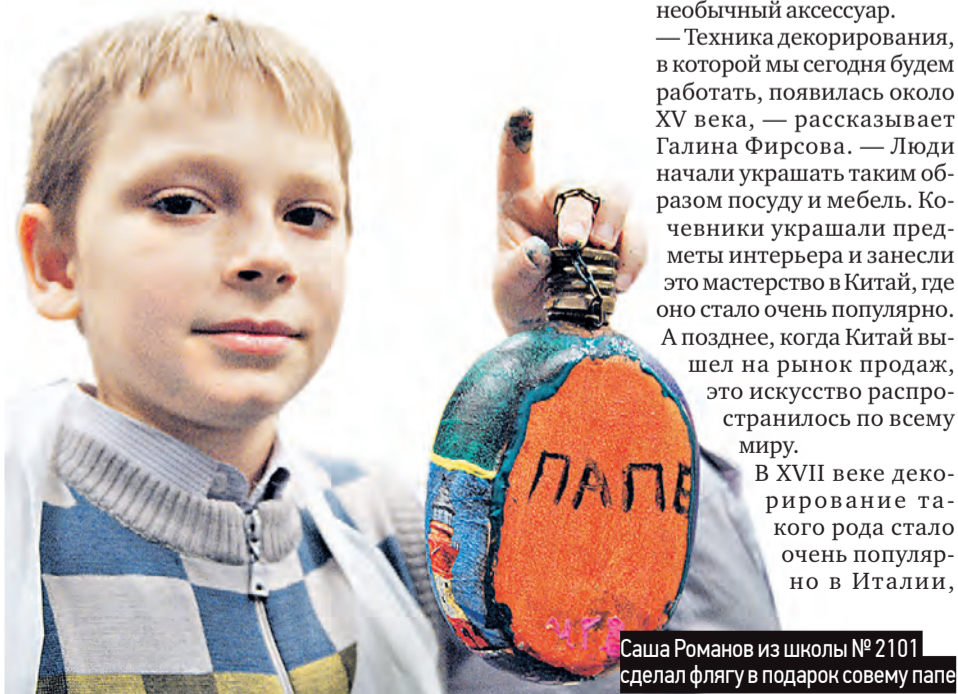 необычный аксессуар.
— Техника декорирования,
в которой мы сегодня будем
работать, появилась около
XV века, — рассказывает
Галина Фирсова. — Люди
начали украшать таким об-
разом посуду и мебель. Ко-
чевники украшали пред-
меты интерьера и занесли
это мастерство в Китай, где
оно стало очень популярно.
А позднее, когда Китай вы-
шел на рынок продаж,
это искусство распро-
странилось по всему
миру.
В XVII веке деко-
рирование та-
кого рода стало
очень популяр-
но в Италии,
ПАПЕ
Саша Романов из школы № 2101
сделал флягу в подарок совему папе